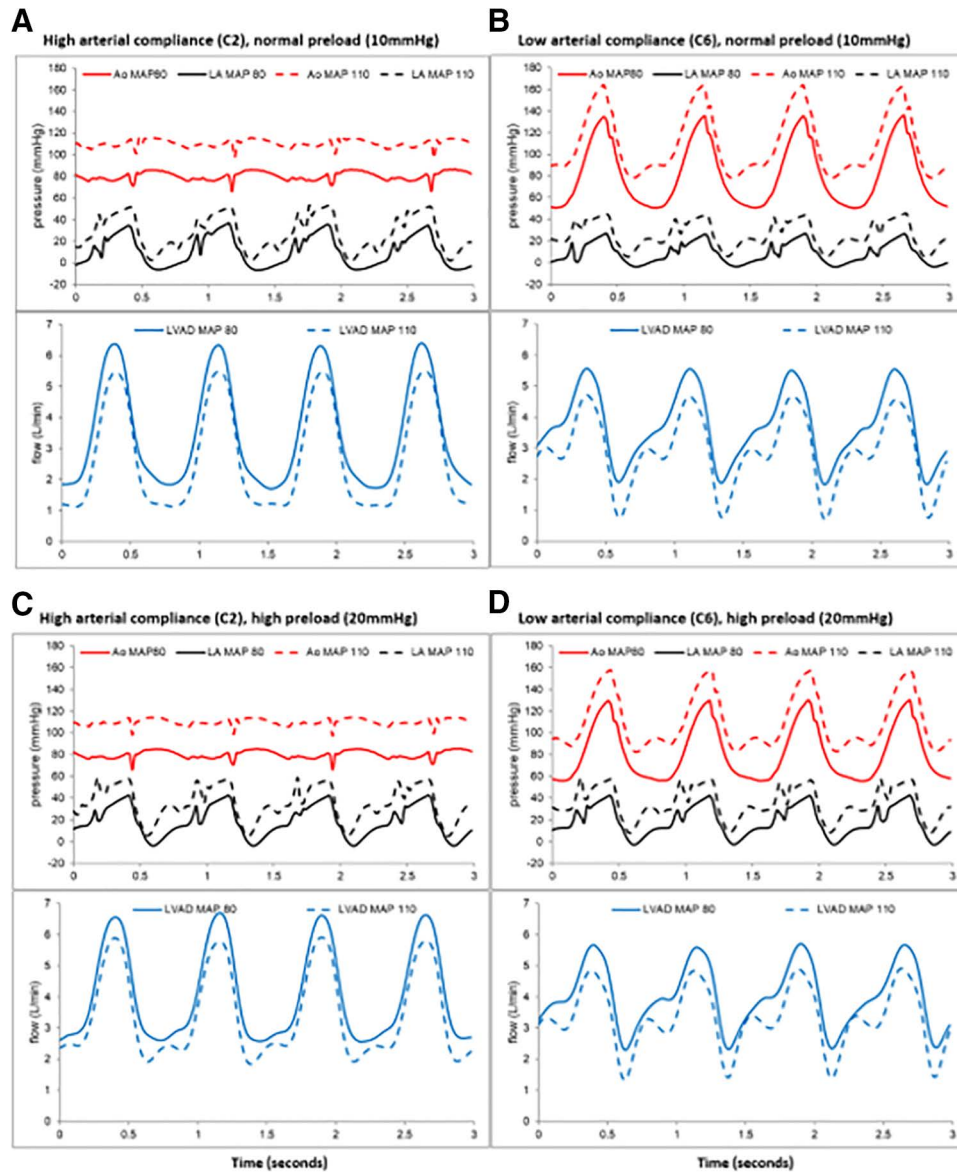 A
High arterial compliance (C2), normal preload (10mmHg)
Ao MAP80 LA MAP 80 Ao MAP 110 LA MAP 110
180
160
140
120
100
80
60
40
20
0
-20
pressure (mmHg)
0 0.5 1 1.5 2 2.5 3
LVAD MAP 80 LVAD MAP 110
7
6
5
4
3
2
1
0
flow (L/min)
0 0.5 1 1.5 2 2.5 3
B
Low arterial compliance (C6), normal preload (10mmHg)
Ao MAP80 LA MAP 80 Ao MAP 110 LA MAP 110
180
160
140
120
100
80
60
40
20
0
-20
pressure (mmHg)
0 0.5 1 1.5 2 2.5 3
LVAD MAP 80 LVAD MAP 110
7
6
5
4
3
2
1
0
flow (L/min)
0 0.5 1 1.5 2 2.5 3
C
High arterial compliance (C2), high preload (20mmHg)
Ao MAP80 LA MAP 80 Ao MAP 110 LA MAP 110
180
160
140
120
100
80
60
40
20
0
-20
pressure (mmHg)
0 0.5 1 1.5 2 2.5 3
LVAD MAP 80 LVAD MAP 110
7
6
5
4
3
2
1
0
flow (L/min)
0 0.5 1 1.5 2 2.5 3
Time (seconds)
D
Low arterial compliance (C6), high preload (20mmHg)
Ao MAP80 LA MAP 80 Ao MAP 110 LA MAP 110
180
160
140
120
100
80
60
40
20
0
-20
pressure (mmHg)
0 0.5 1 1.5 2 2.5 3
LVAD MAP 80 LVAD MAP 110
7
6
5
4
3
2
1
0
flow (L/min)
0 0.5 1 1.5 2 2.5 3
Time (seconds)